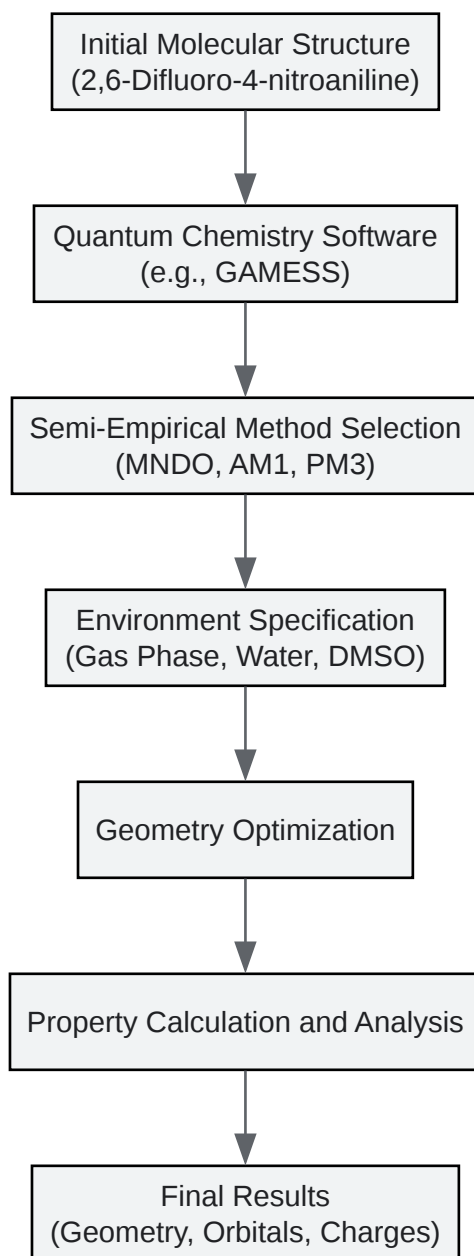 Initial Molecular Structure
(2,6-Difluoro-4-nitroaniline)
Quantum Chemistry Software
(e.g., GAMESS)
Semi-Empirical Method Selection
(MNDO, AM1, PM3)
Environment Specification
(Gas Phase, Water, DMSO)
Geometry Optimization
Property Calculation and Analysis
Final Results
(Geometry, Orbitals, Charges)